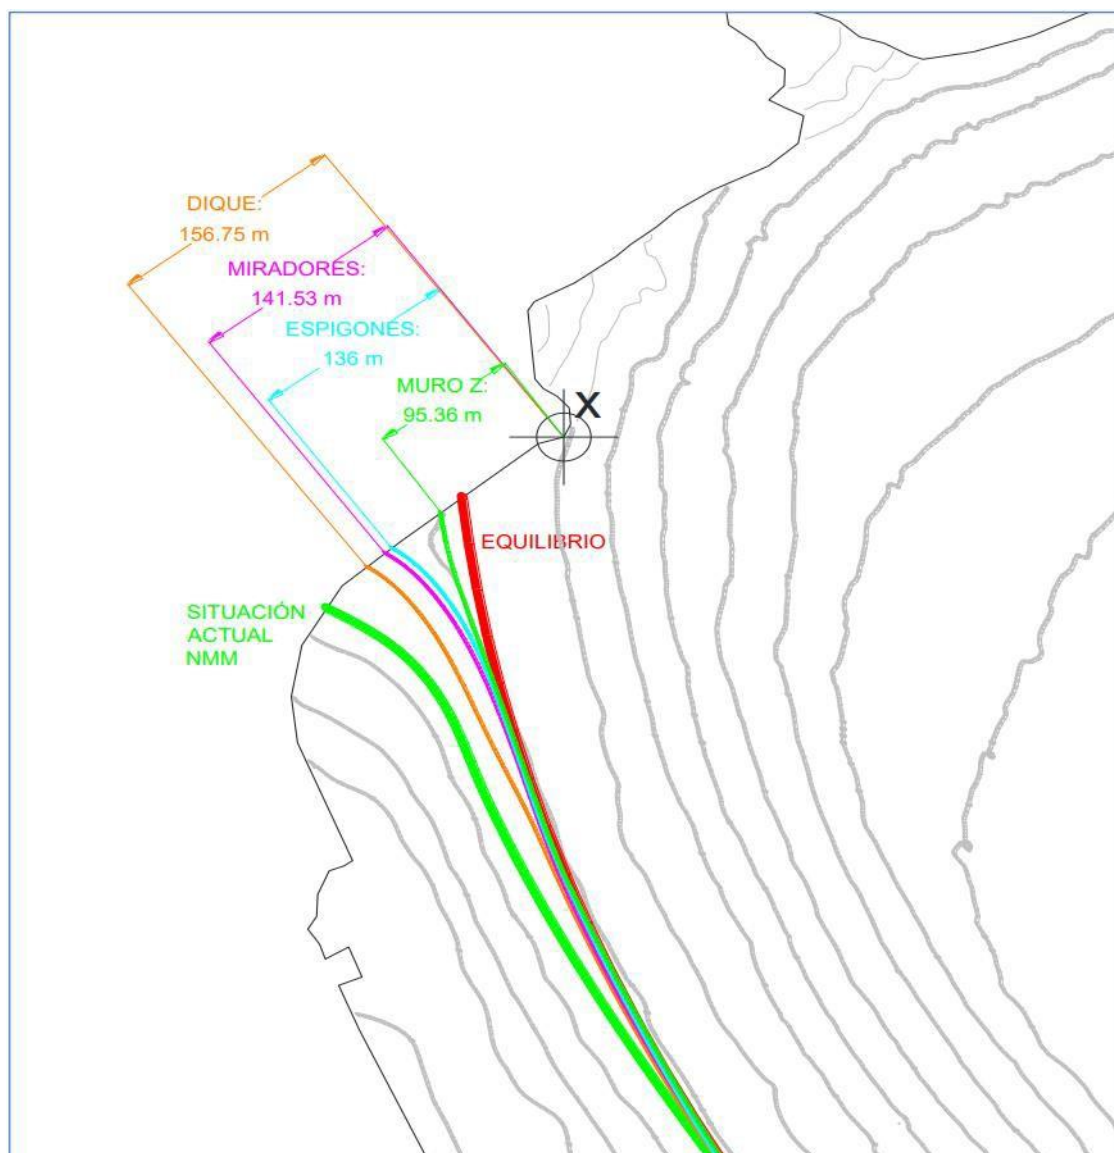 DIQUE:
156.75 m
MIRADORES:
141.53 m
ESPIGONES:
136 m
MURO Z:
95.36 m
X
EQUILIBRIO
SITUACIÓN
ACTUAL
NMM